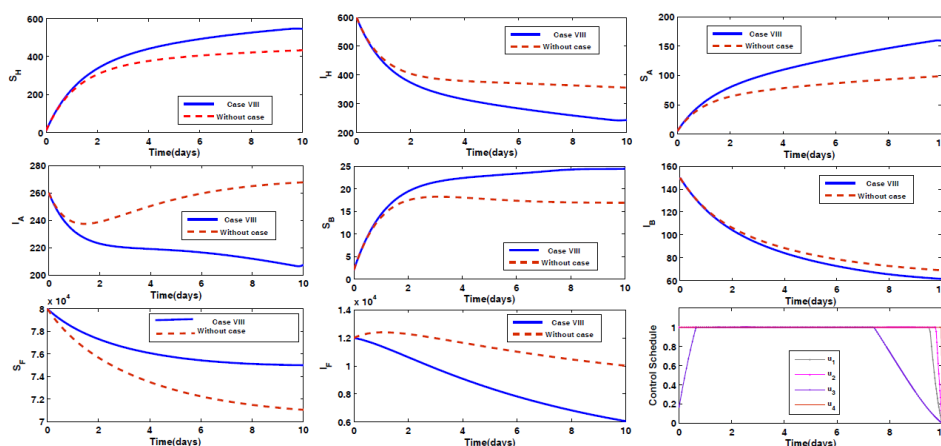 600
400
200
0
S_H
Case VIII
Without case
0 2 4 6 8 10
Time(days)
600
500
400
300
200
I_H
Case VIII
Without case
0 2 4 6 8 10
Time(days)
200
150
100
50
0
S_A
Case VIII
Without case
0 2 4 6 8 10
Time(days)
280
260
240
220
200
I_A
Case VIII
Without case
0 2 4 6 8 10
Time(days)
25
20
15
10
5
0
S_B
Case VIII
Without case
0 2 4 6 8 10
Time(days)
160
140
120
100
80
60
I_B
Case VIII
Without case
0 2 4 6 8 10
Time(days)
x 10^4
8
7.8
7.6
7.4
7.2
7
S_F
Case VIII
Without case
0 2 4 6 8 10
Time(days)
x 10^4
1.4
1.2
1
0.8
0.6
I_F
Case VIII
Without case
0 2 4 6 8 10
Time(days)
1
0.8
0.6
0.4
0.2
0
Control Schedule
u_1
u_2
u_3
u_4
0 2 4 6 8 10
Time(days)